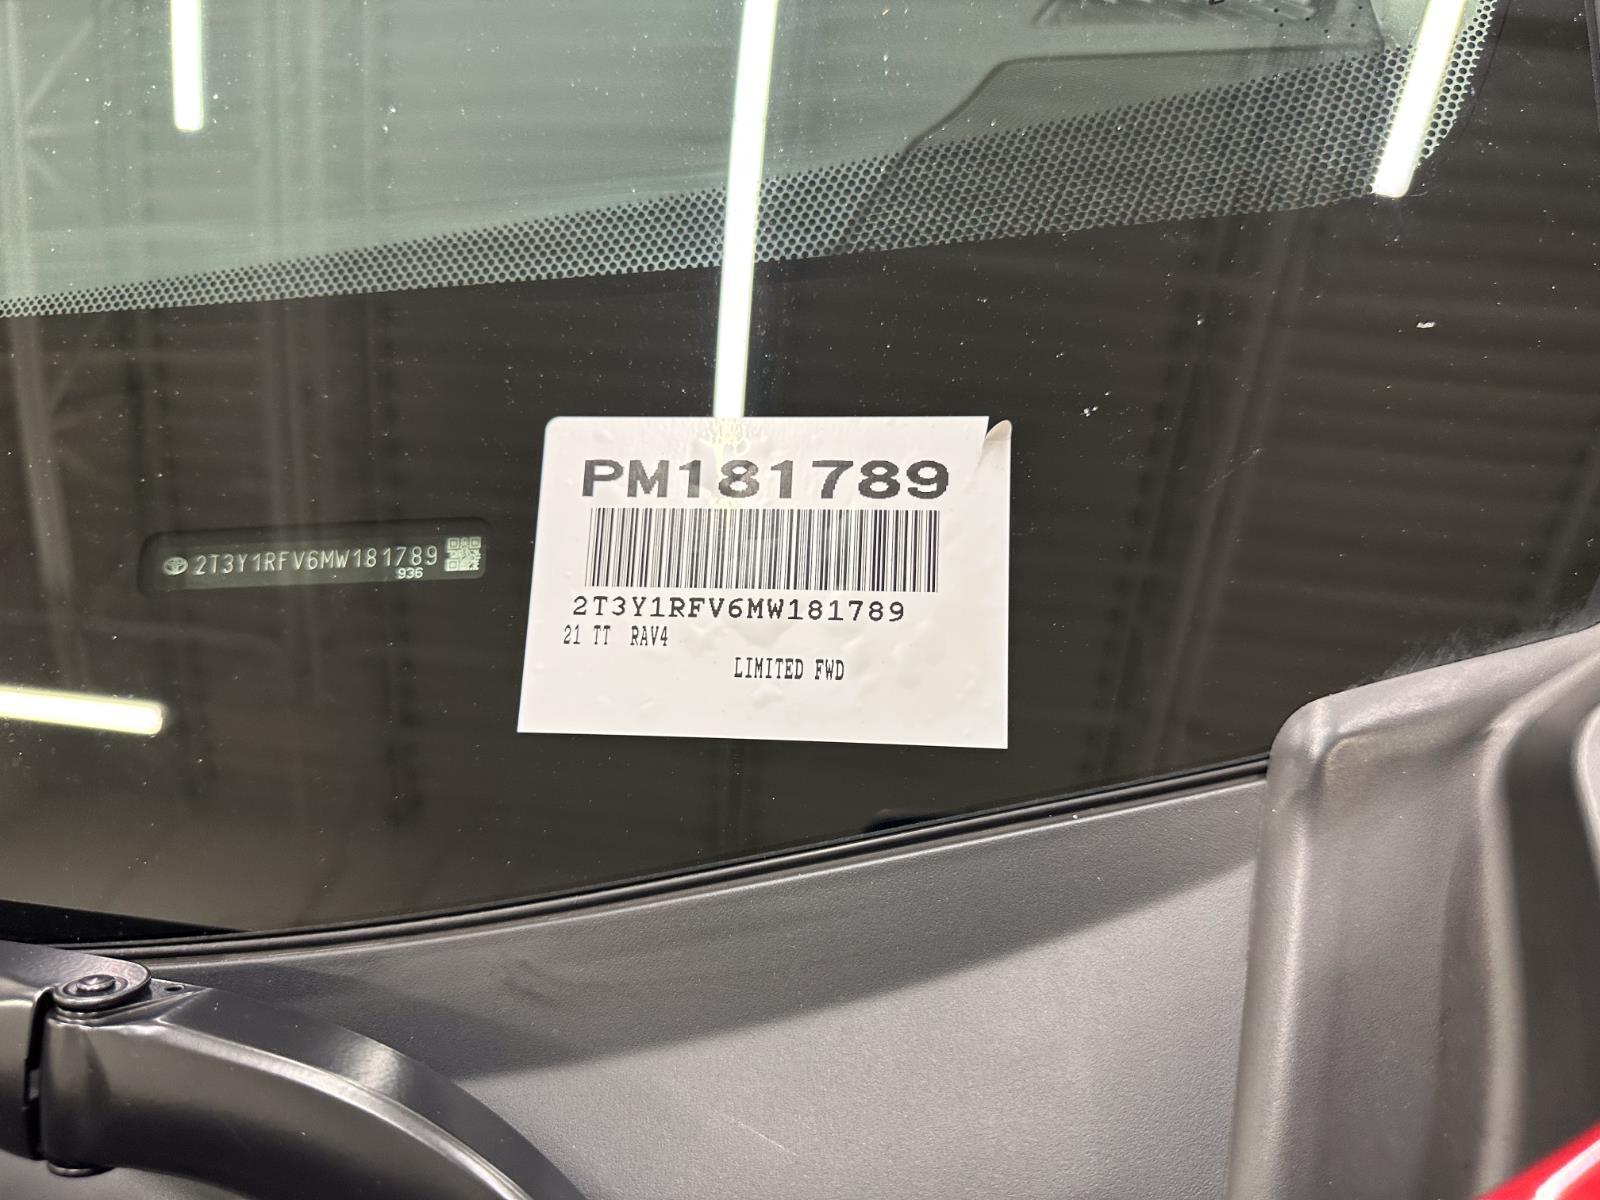 PM181789
2T3Y1RFV6MW181789
936
2T3Y1RFV6MW181789
21 TT RAV4
LIMITED FWD